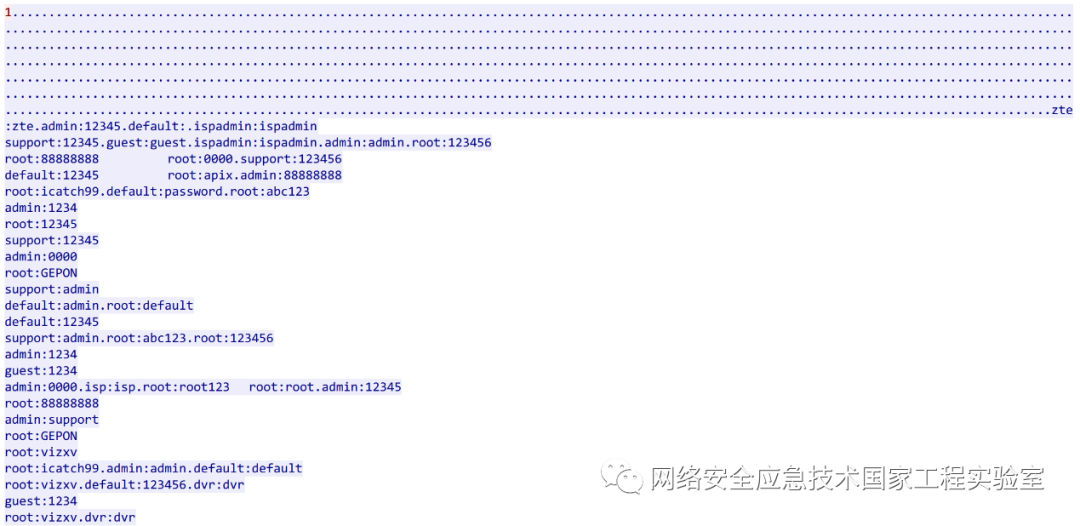 1...............................................................................................................................................
................................................................................................................................................
................................................................................................................................................
................................................................................................................................................
................................................................................................................................................
................................................................................................................................................
.............................................................................................................................................zte
:zte.admin:12345.default:.ispadmin:ispadmin
support:12345.guest:guest.ispadmin:ispadmin.admin:admin.root:123456
root:88888888 root:0000.support:123456
default:12345 root:apix.admin:88888888
root:icatch99.default:password.root:abc123
admin:1234
root:12345
support:12345
admin:0000
root:GEPON
support:admin
default:admin.root:default
default:12345
support:admin.root:abc123.root:123456
admin:1234
guest:1234
admin:0000.isp:isp.root:root123 root:root.admin:12345
root:88888888
admin:support
root:GEPON
root:vizxv
root:icatch99.admin:admin.default:default
root:vizxv.default:123456.dvr:dvr
guest:1234
root:vizxv.dvr:dvr
网络安全应急技术国家工程实验室